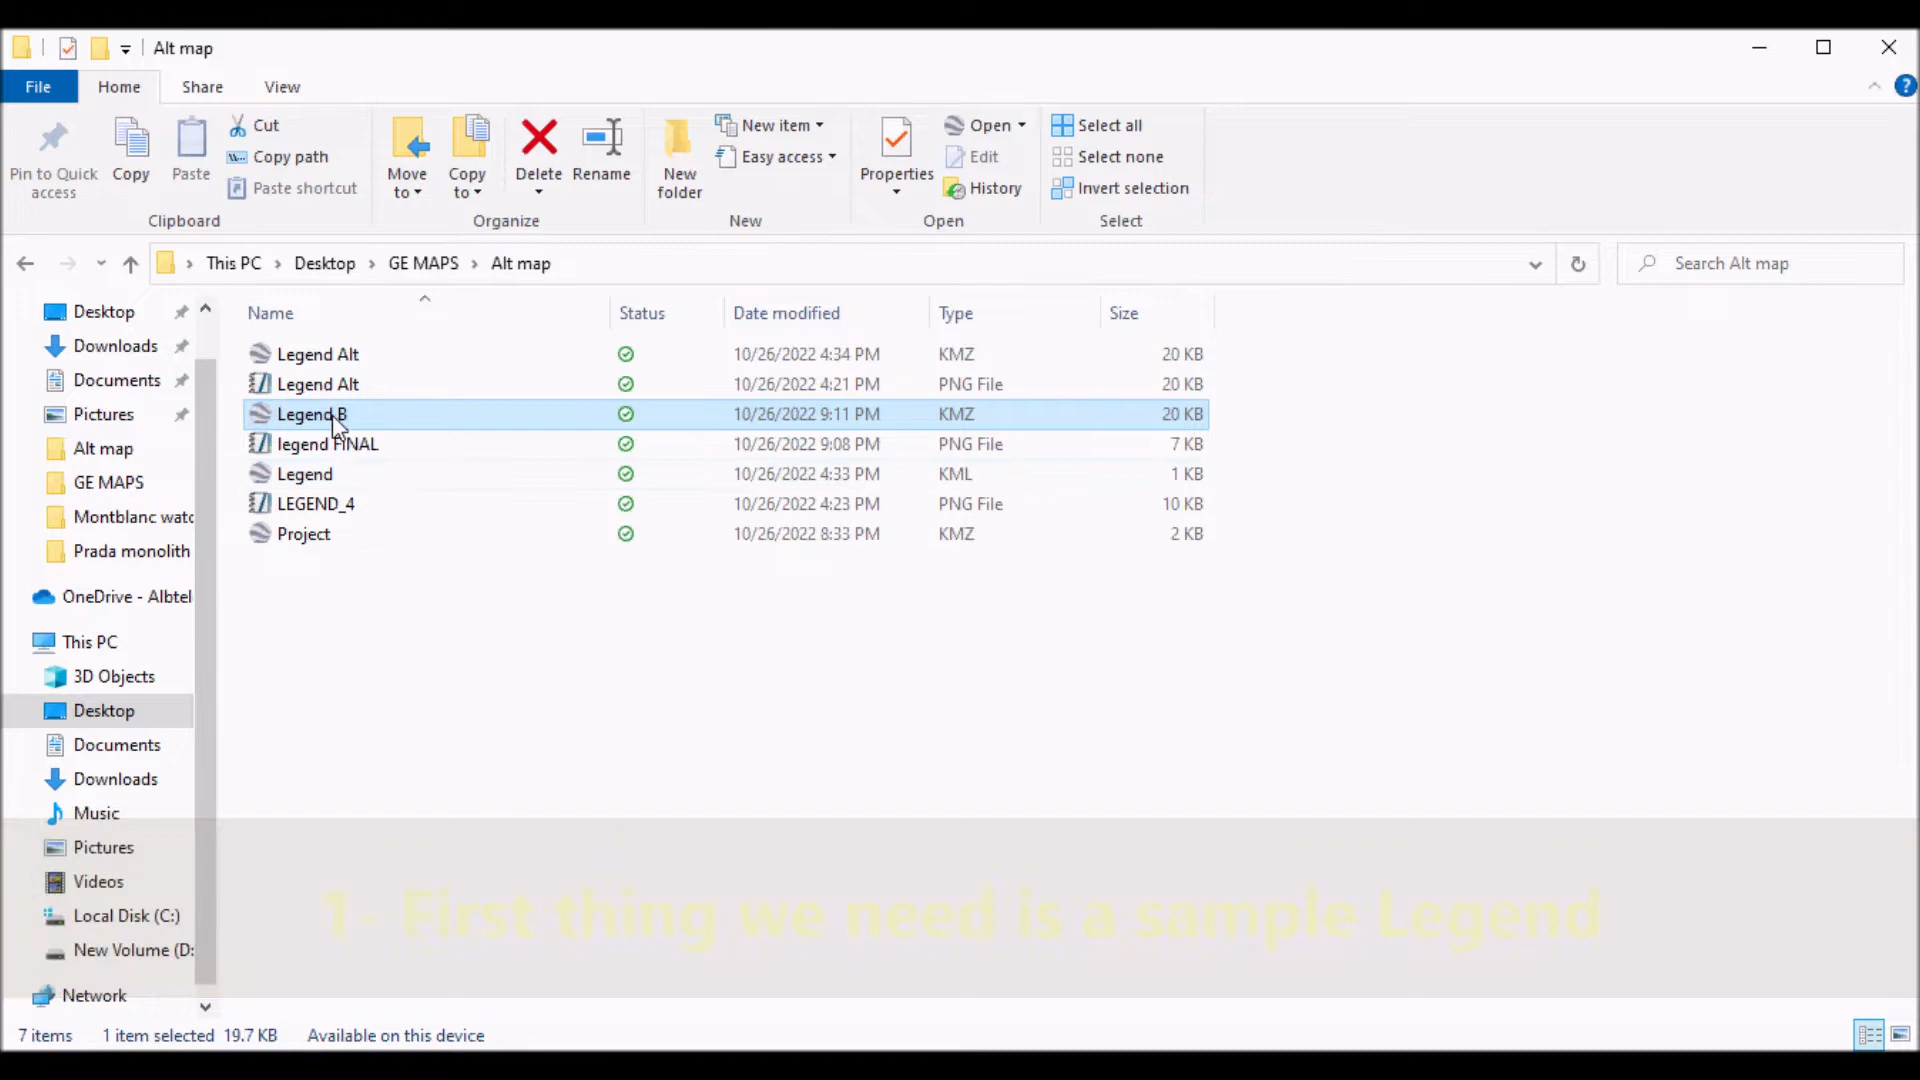 Alt map
File Home Share View
Pin to Quick access
Copy
Paste
Cut
Copy path
Paste shortcut
Clipboard
Move to
Copy to
Delete
Rename
Organize
New folder
New item
Easy access
New
Properties
Open
Edit
History
Open
Select all
Select none
Invert selection
Select
This PC › Desktop › GE MAPS › Alt map
Search Alt map
Desktop
Downloads
Documents
Pictures
Alt map
GE MAPS
Montblanc watc
Prada monolith
OneDrive - Albtel
This PC
3D Objects
Desktop
Documents
Downloads
Music
Pictures
Videos
Local Disk (C:)
New Volume (D:
Network
Name Status Date modified Type Size
Legend Alt 10/26/2022 4:34 PM KMZ 20 KB
Legend Alt 10/26/2022 4:21 PM PNG File 20 KB
Legend B 10/26/2022 9:11 PM KMZ 20 KB
legend FINAL 10/26/2022 9:08 PM PNG File 7 KB
Legend 10/26/2022 4:33 PM KML 1 KB
LEGEND_4 10/26/2022 4:23 PM PNG File 10 KB
Project 10/26/2022 8:33 PM KMZ 2 KB
1- First thing we need is a sample Legend
7 items 1 item selected 19.7 KB Available on this device